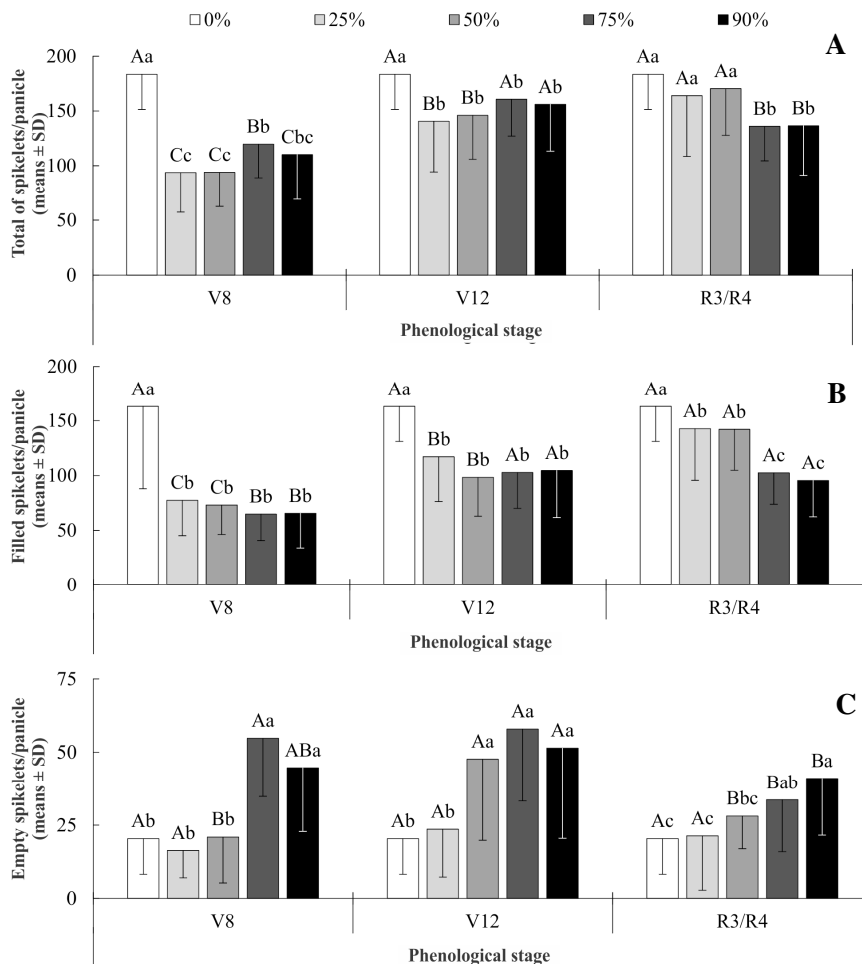 0% 25% 50% 75% 90%
A
Total of spikelets/panicle
(means ± SD)
200
150
100
50
0
Aa Cc Cc Bb Cbc Aa Bb Bb Ab Ab Aa Aa Aa Bb Bb
V8 V12 R3/R4
Phenological stage
B
Filled spikelets/panicle
(means ± SD)
200
150
100
50
0
Aa Cb Cb Bb Bb Aa Bb Bb Ab Ab Aa Ab Ab Ac Ac
V8 V12 R3/R4
Phenological stage
C
Empty spikelets/panicle
(means ± SD)
75
50
25
0
Ab Ab Bb Aa ABa Ab Ab Aa Aa Aa Ac Ac Bbc Bab Ba
V8 V12 R3/R4
Phenological stage